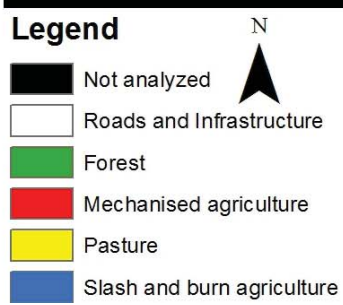 Legend
N
Not analyzed
Roads and Infrastructure
Forest
Mechanised agriculture
Pasture
Slash and burn agriculture